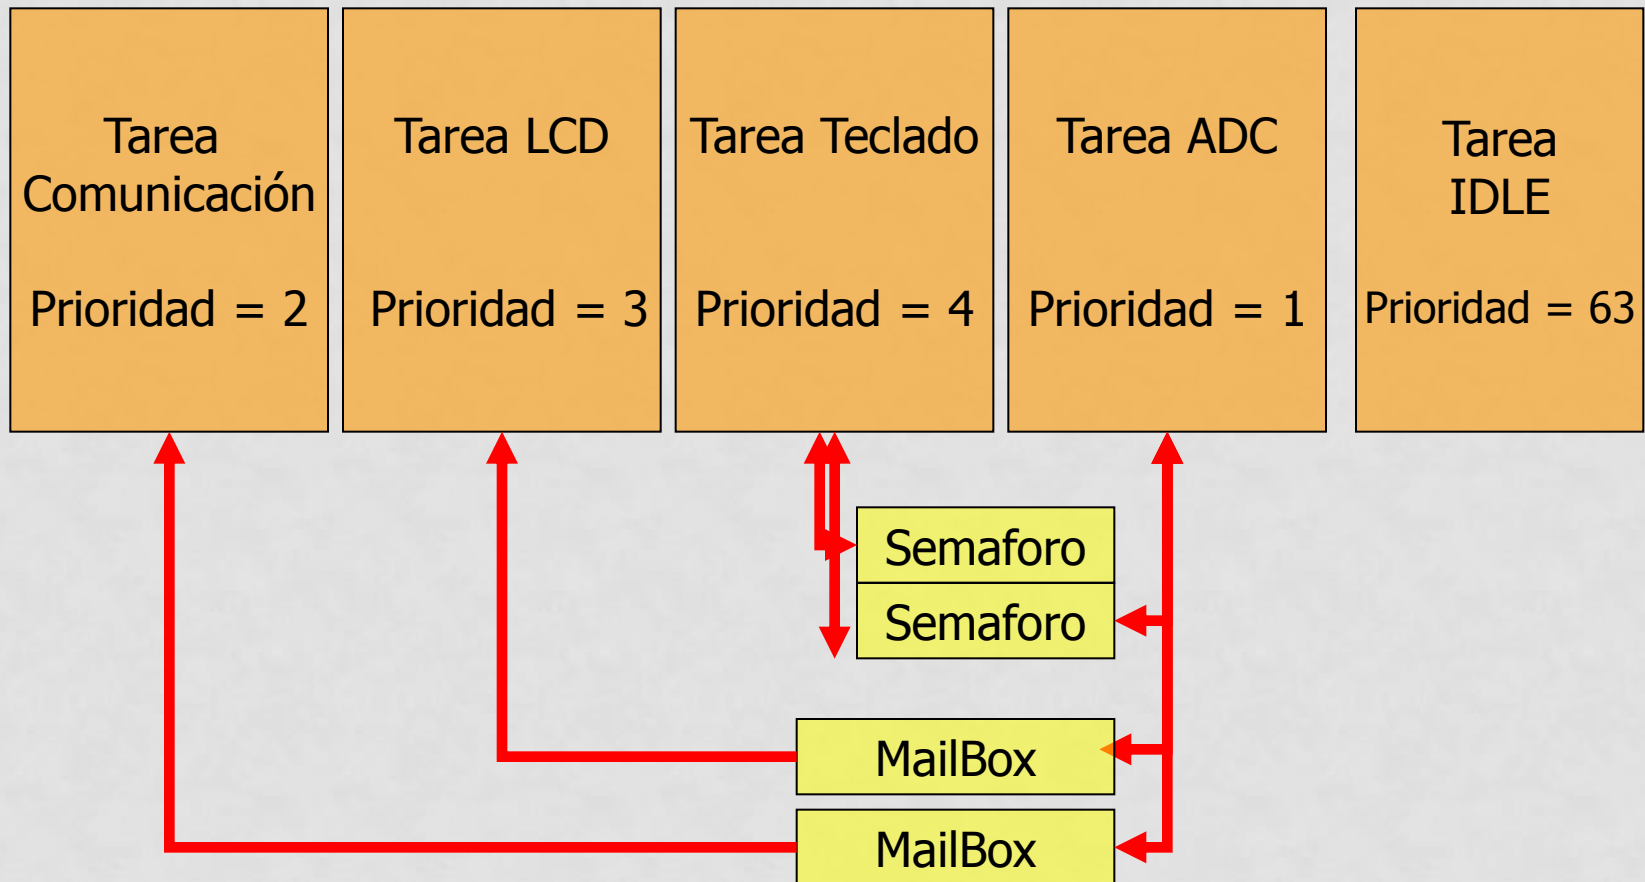 Tarea
Comunicación
Prioridad = 2
Tarea LCD
Prioridad = 3
Tarea Teclado
Prioridad = 4
Tarea ADC
Prioridad = 1
Tarea
IDLE
Prioridad = 63
Semaforo
Semaforo
MailBox
MailBox